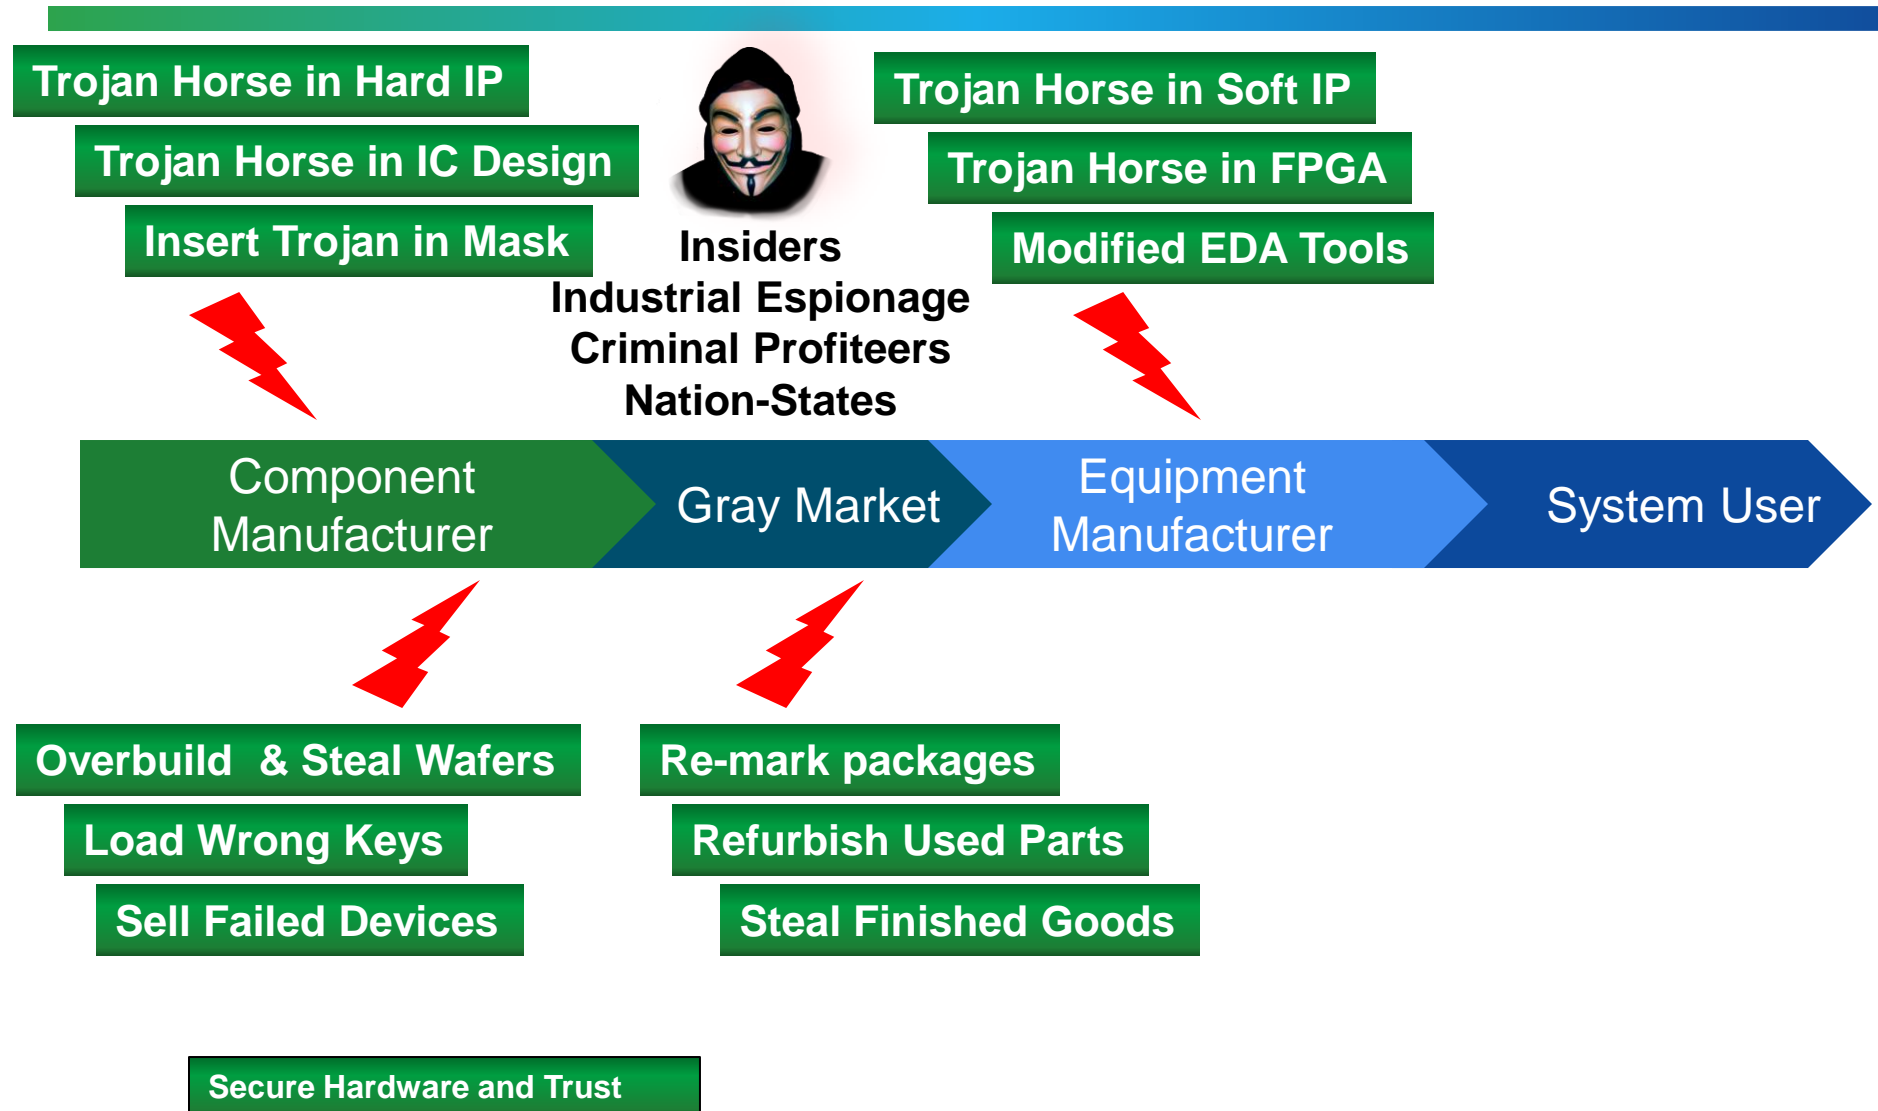 Trojan Horse in Hard IP
Trojan Horse in IC Design
Insert Trojan in Mask
Insiders
Industrial Espionage
Criminal Profiteers
Nation-States
Trojan Horse in Soft IP
Trojan Horse in FPGA
Modified EDA Tools
Component
Manufacturer
Gray Market
Equipment
Manufacturer
System User
Overbuild & Steal Wafers
Load Wrong Keys
Sell Failed Devices
Re-mark packages
Refurbish Used Parts
Steal Finished Goods
Secure Hardware and Trust